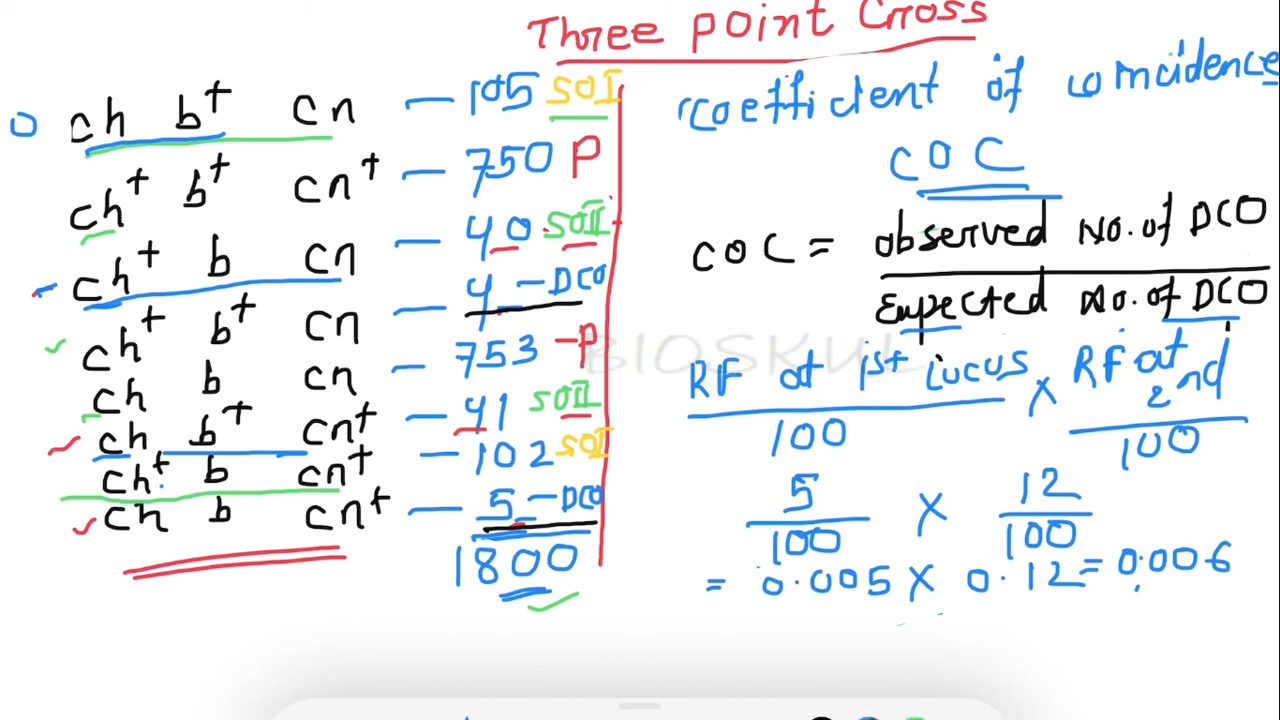 Three point Cross
ch b+ cn — 105 SOI
ch+ b+ cn+ — 750 P
ch+ b cn — 40 SOII
ch+ b+ cn — 4 — DCO
ch b cn — 753 — P
ch b+ cn+ — 41 SOII
ch+ b cn+ — 102 SOI
ch b cn+ — 5 — DCO
1800
coefficient of coincidence
COC
COC = observed No. of DCO
Expected No. of DCO
RF at 1st Locus × RF at 2nd
100 100
5 × 12
100 100
= 0.005 × 0.12 = 0.006
BIOSKUL